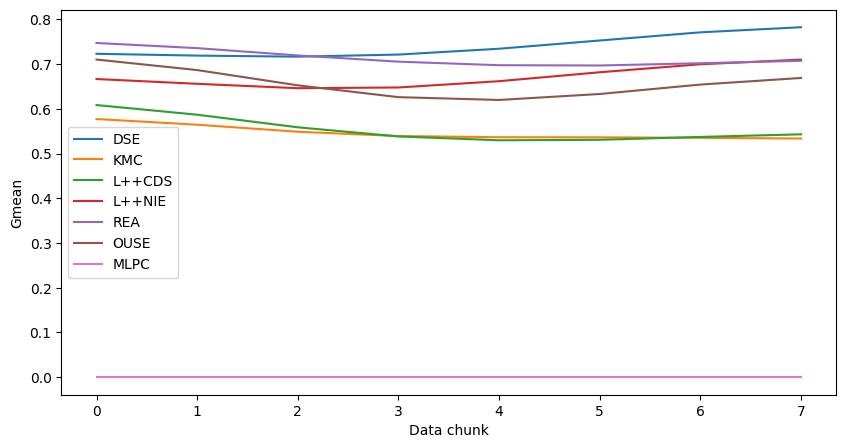 0.8
0.7
0.6
0.5
0.4
0.3
0.2
0.1
0.0
Gmean
DSE
KMC
L++CDS
L++NIE
REA
OUSE
MLPC
0 1 2 3 4 5 6 7
Data chunk